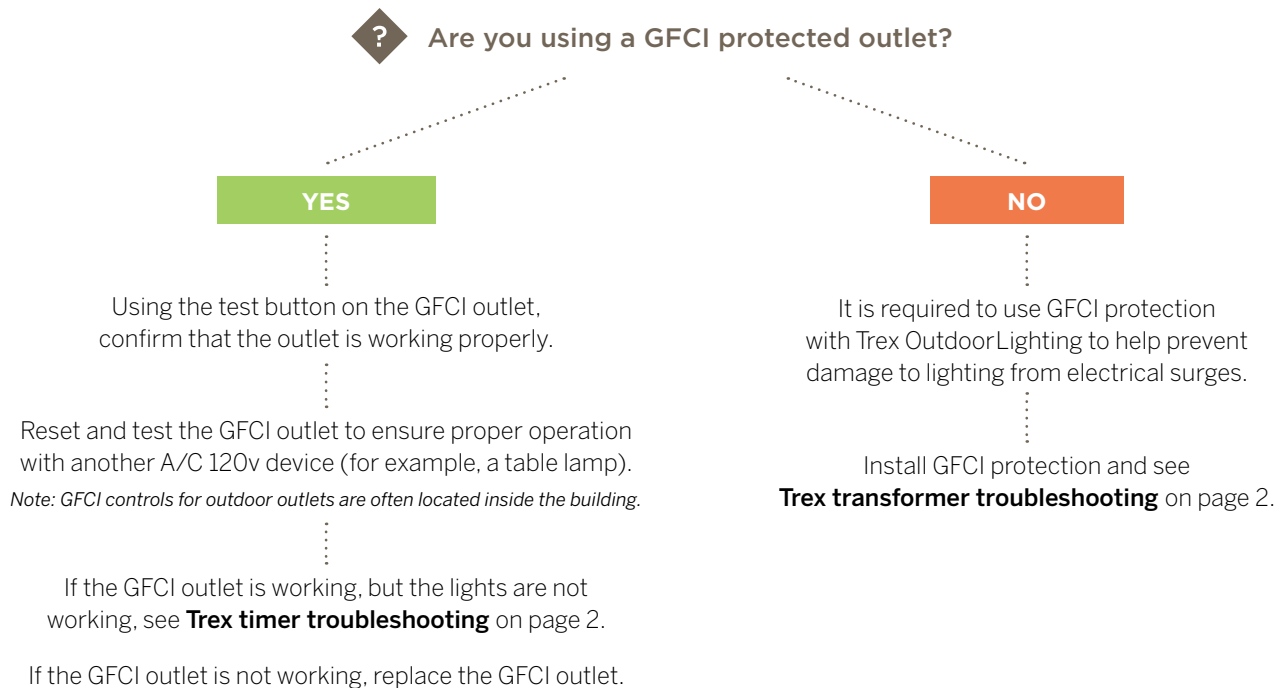 ?
Are you using a GFCI protected outlet?
YES
Using the test button on the GFCI outlet,
confirm that the outlet is working properly.
Reset and test the GFCI outlet to ensure proper operation
with another A/C 120v device (for example, a table lamp).
Note: GFCI controls for outdoor outlets are often located inside the building.
If the GFCI outlet is working, but the lights are not
working, see Trex timer troubleshooting on page 2.
If the GFCI outlet is not working, replace the GFCI outlet.
NO
It is required to use GFCI protection
with Trex OutdoorLighting to help prevent
damage to lighting from electrical surges.
Install GFCI protection and see
Trex transformer troubleshooting on page 2.